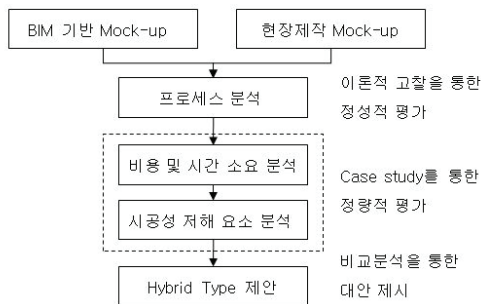 BIM 기반 Mock-up
현장제작 Mock-up
프로세스 분석
이론적 고찰을 통한
정성적 평가
비용 및 시간 소요 분석
시공성 저해 요소 분석
Case study를 통한
정량적 평가
Hybrid Type 제안
비교분석을 통한
대안 제시